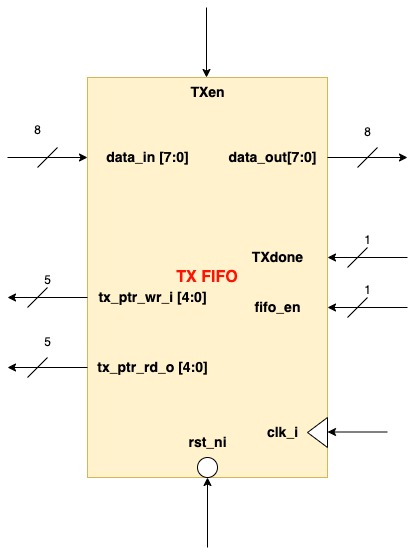 TXen
8
data_in [7:0]
data_out[7:0]
8
TXdone
1
TX FIFO
5
tx_ptr_wr_i [4:0]
fifo_en
1
5
tx_ptr_rd_o [4:0]
clk_i
rst_ni